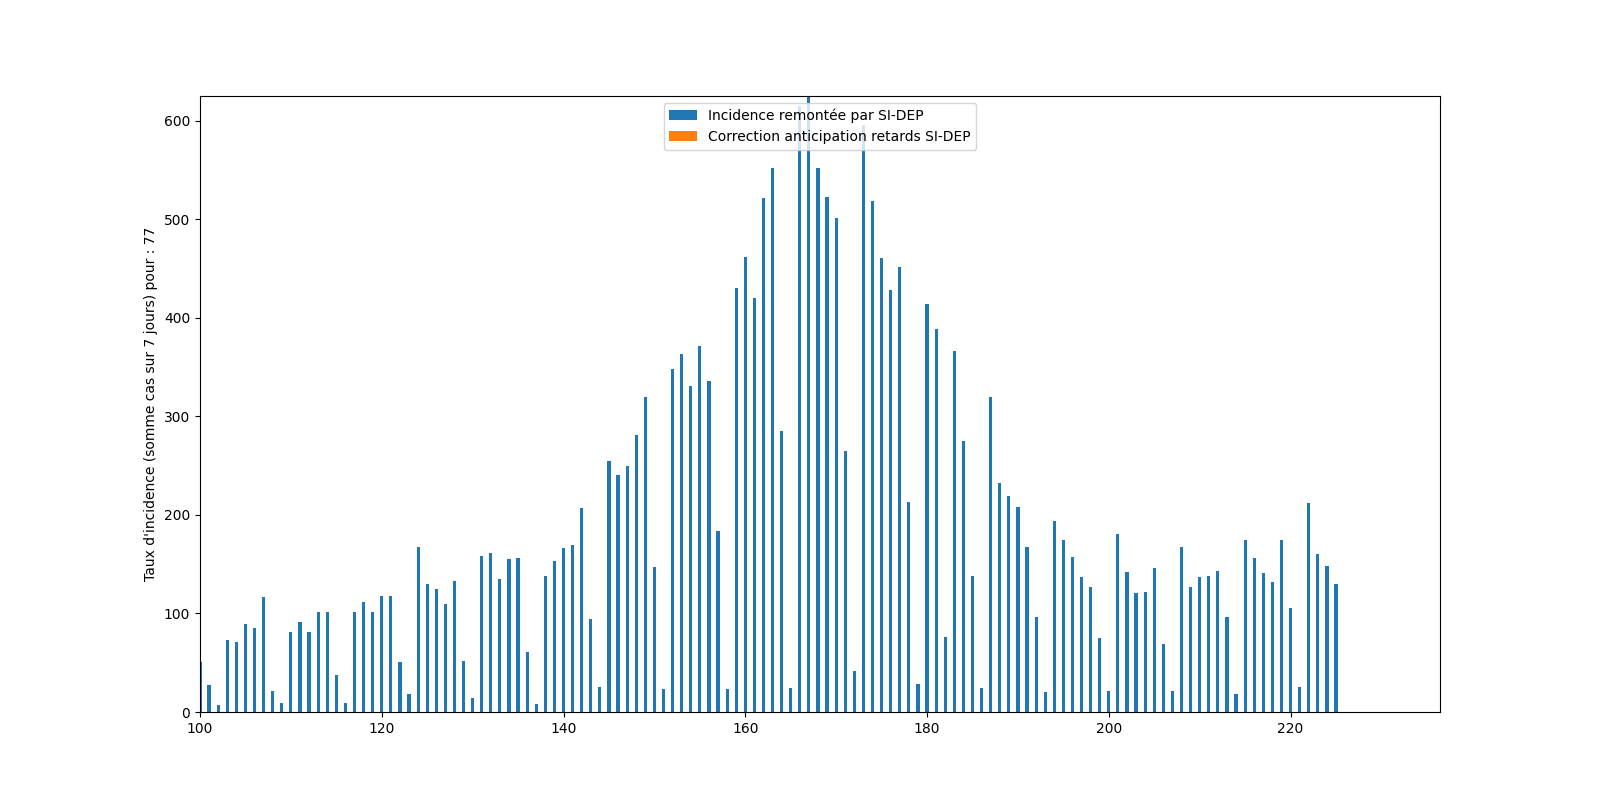 Incidence remontée par SI-DEP
Correction anticipation retards SI-DEP
Taux d'incidence (somme cas sur 7 jours) pour : 77
600
500
400
300
200
100
0
100 120 140 160 180 200 220